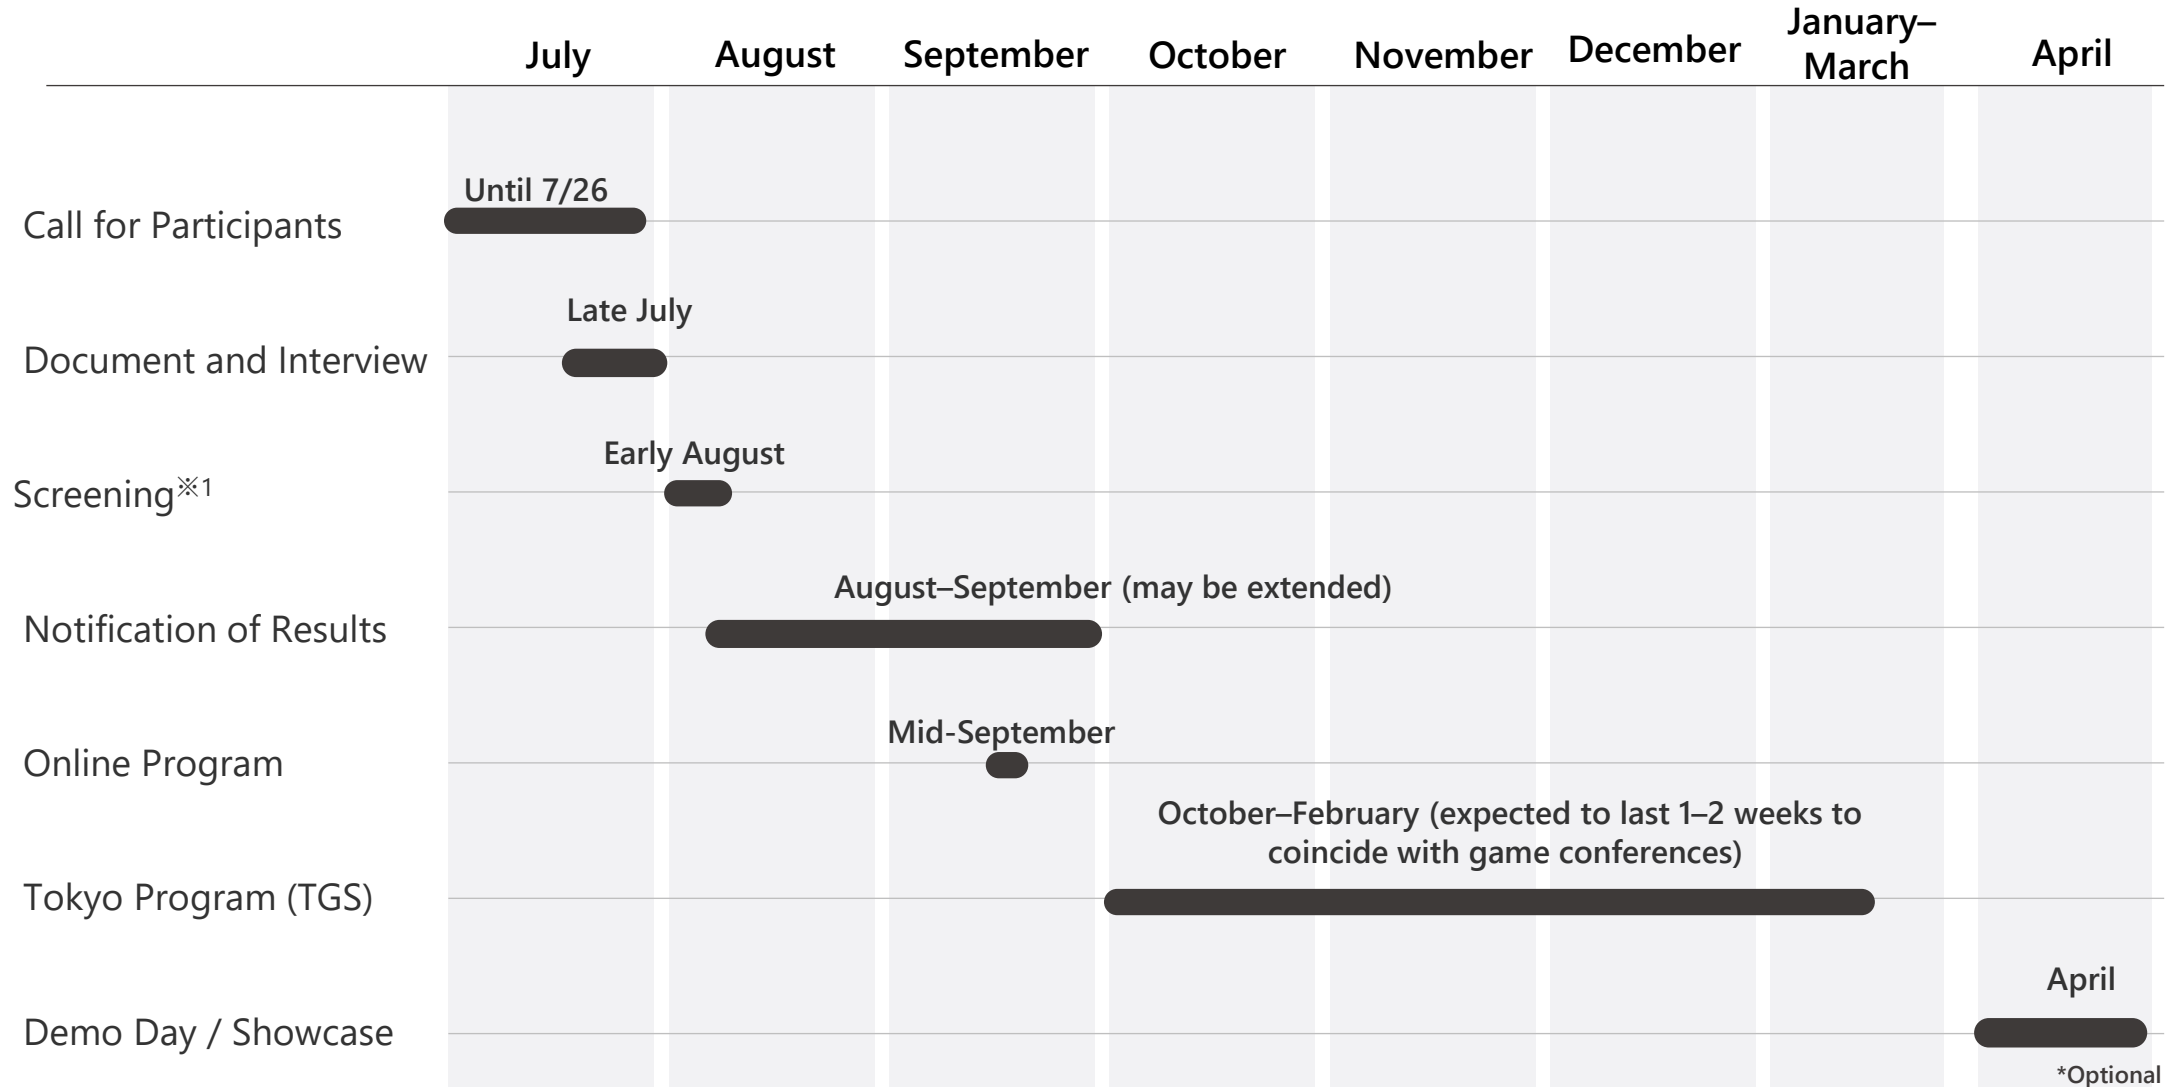 July August September October November December January–
March April
Until 7/26
Call for Participants
Late July
Document and Interview
Early August
Screening※1
August–September (may be extended)
Notification of Results
Mid-September
Online Program
October–February (expected to last 1–2 weeks to
coincide with game conferences)
Tokyo Program (TGS)
April
Demo Day / Showcase
*Optional